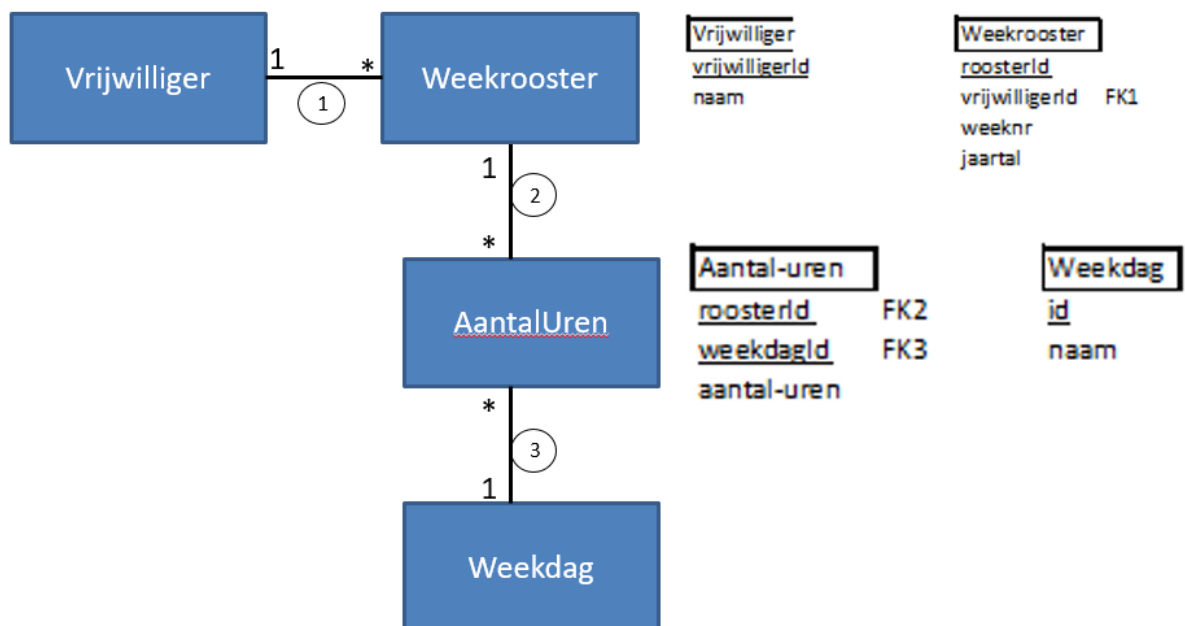 Vrijwilliger
1
*
1
Weekrooster
1
2
*
AantalUren
*
3
1
Weekdag
Vrijwilliger
vrijwilligerId
naam
Weekrooster
roosterId
vrijwilligerId FK1
weeknr
jaartal
Aantal-uren
roosterId FK2
weekdagId FK3
aantal-uren
Weekdag
id
naam